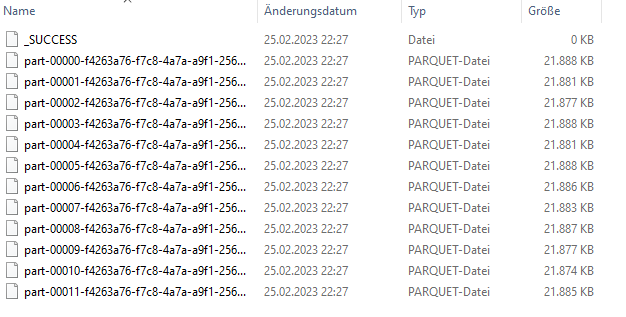 Name Änderungsdatum Typ Größe
_SUCCESS 25.02.2023 22:27 Datei 0 KB
part-00000-f4263a76-f7c8-4a7a-a9f1-256... 25.02.2023 22:27 PARQUET-Datei 21.888 KB
part-00001-f4263a76-f7c8-4a7a-a9f1-256... 25.02.2023 22:27 PARQUET-Datei 21.881 KB
part-00002-f4263a76-f7c8-4a7a-a9f1-256... 25.02.2023 22:27 PARQUET-Datei 21.877 KB
part-00003-f4263a76-f7c8-4a7a-a9f1-256... 25.02.2023 22:27 PARQUET-Datei 21.888 KB
part-00004-f4263a76-f7c8-4a7a-a9f1-256... 25.02.2023 22:27 PARQUET-Datei 21.881 KB
part-00005-f4263a76-f7c8-4a7a-a9f1-256... 25.02.2023 22:27 PARQUET-Datei 21.888 KB
part-00006-f4263a76-f7c8-4a7a-a9f1-256... 25.02.2023 22:27 PARQUET-Datei 21.886 KB
part-00007-f4263a76-f7c8-4a7a-a9f1-256... 25.02.2023 22:27 PARQUET-Datei 21.883 KB
part-00008-f4263a76-f7c8-4a7a-a9f1-256... 25.02.2023 22:27 PARQUET-Datei 21.887 KB
part-00009-f4263a76-f7c8-4a7a-a9f1-256... 25.02.2023 22:27 PARQUET-Datei 21.877 KB
part-00010-f4263a76-f7c8-4a7a-a9f1-256... 25.02.2023 22:27 PARQUET-Datei 21.874 KB
part-00011-f4263a76-f7c8-4a7a-a9f1-256... 25.02.2023 22:27 PARQUET-Datei 21.885 KB